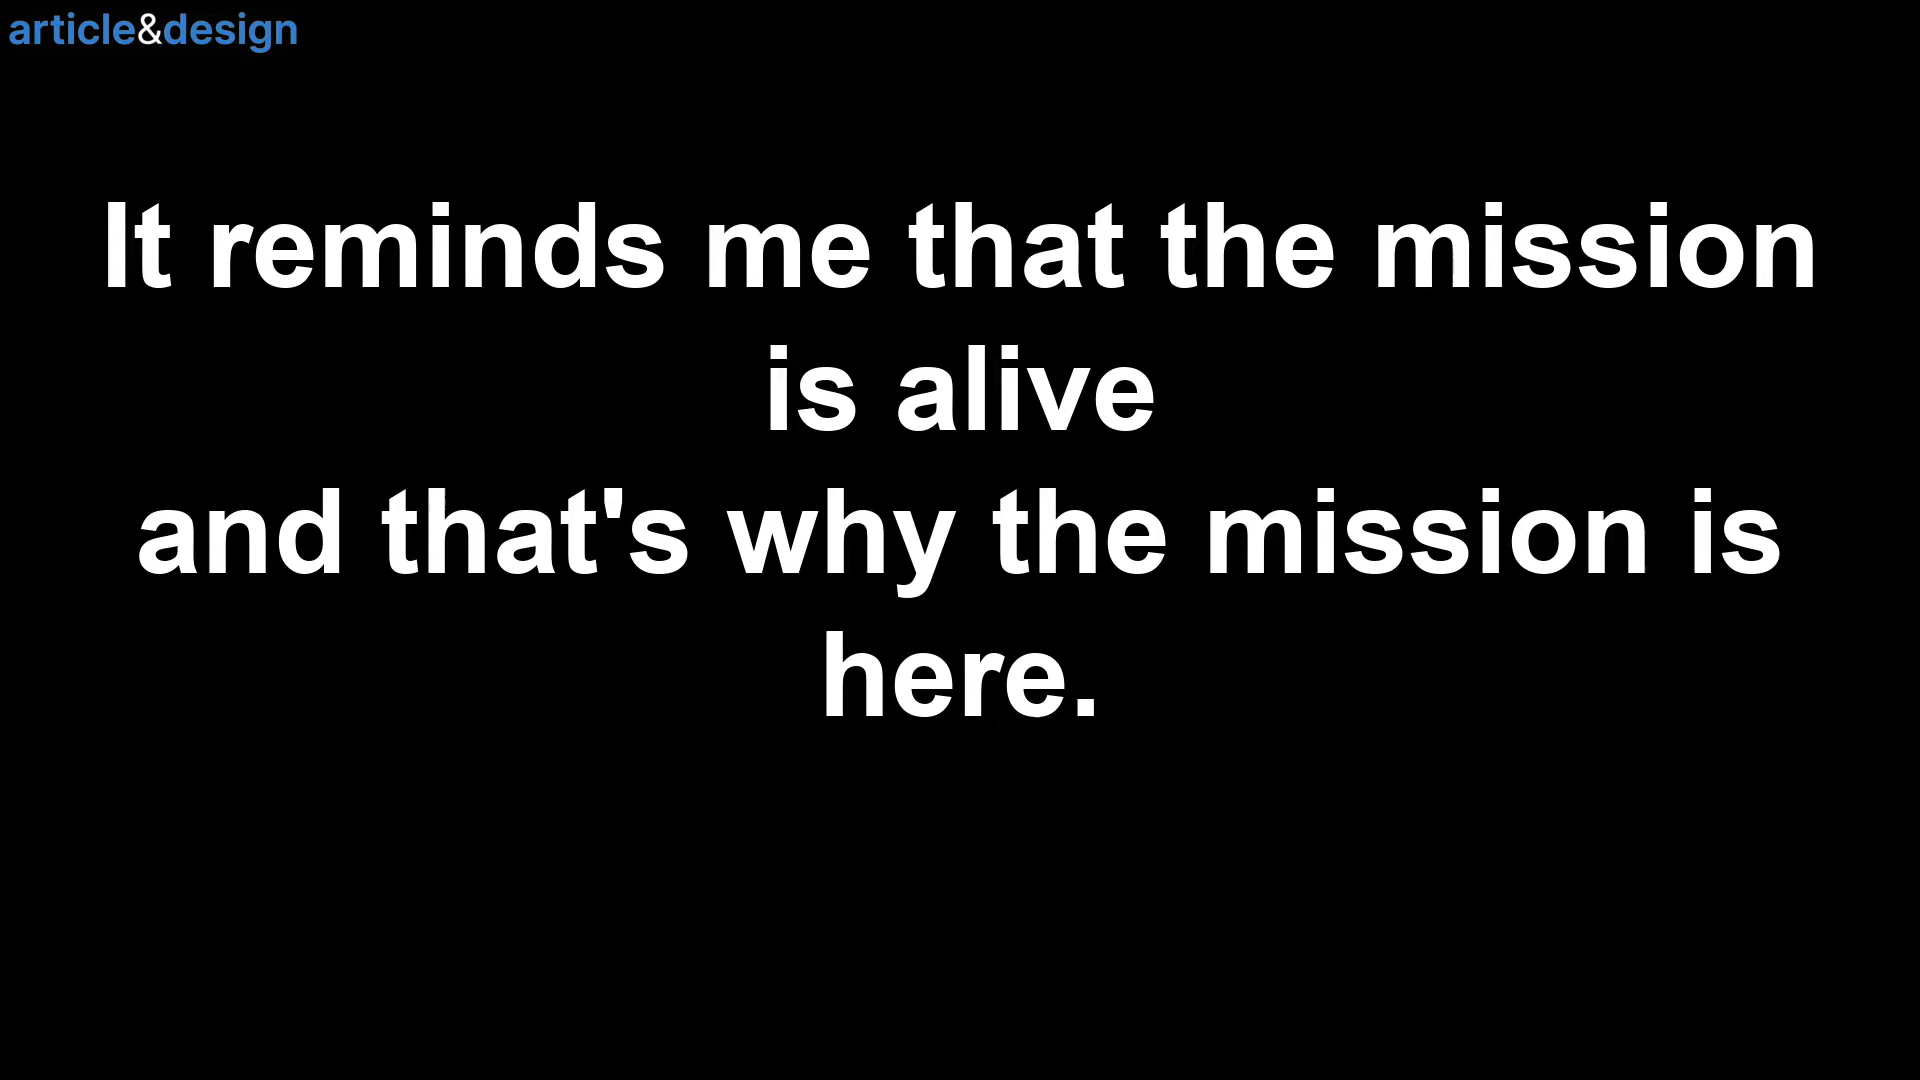 article&design
It reminds me that the mission
is alive
and that's why the mission is
here.